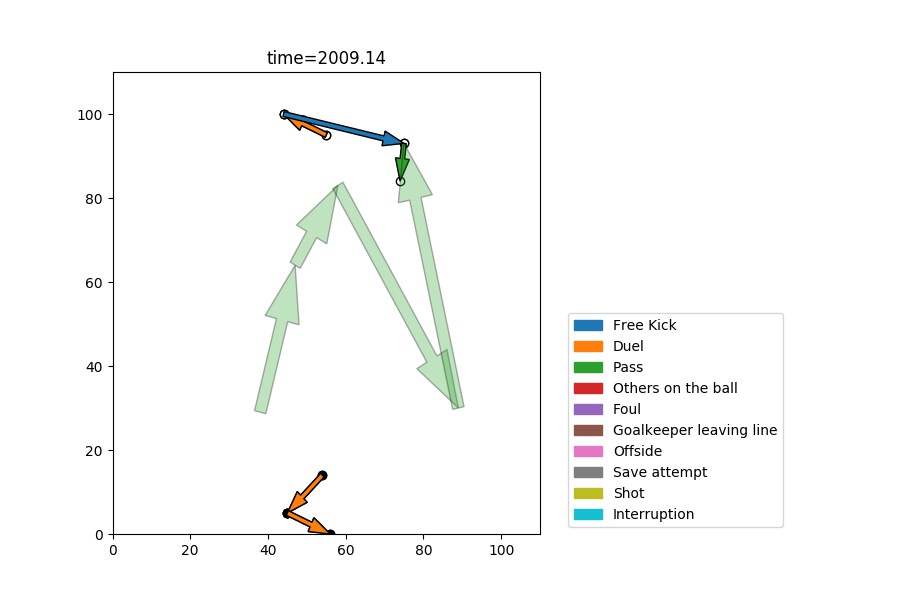 time=2009.14
100
80
60
40
20
0
0
20
40
60
80
100
Free Kick
Duel
Pass
Others on the ball
Foul
Goalkeeper leaving line
Offside
Save attempt
Shot
Interruption